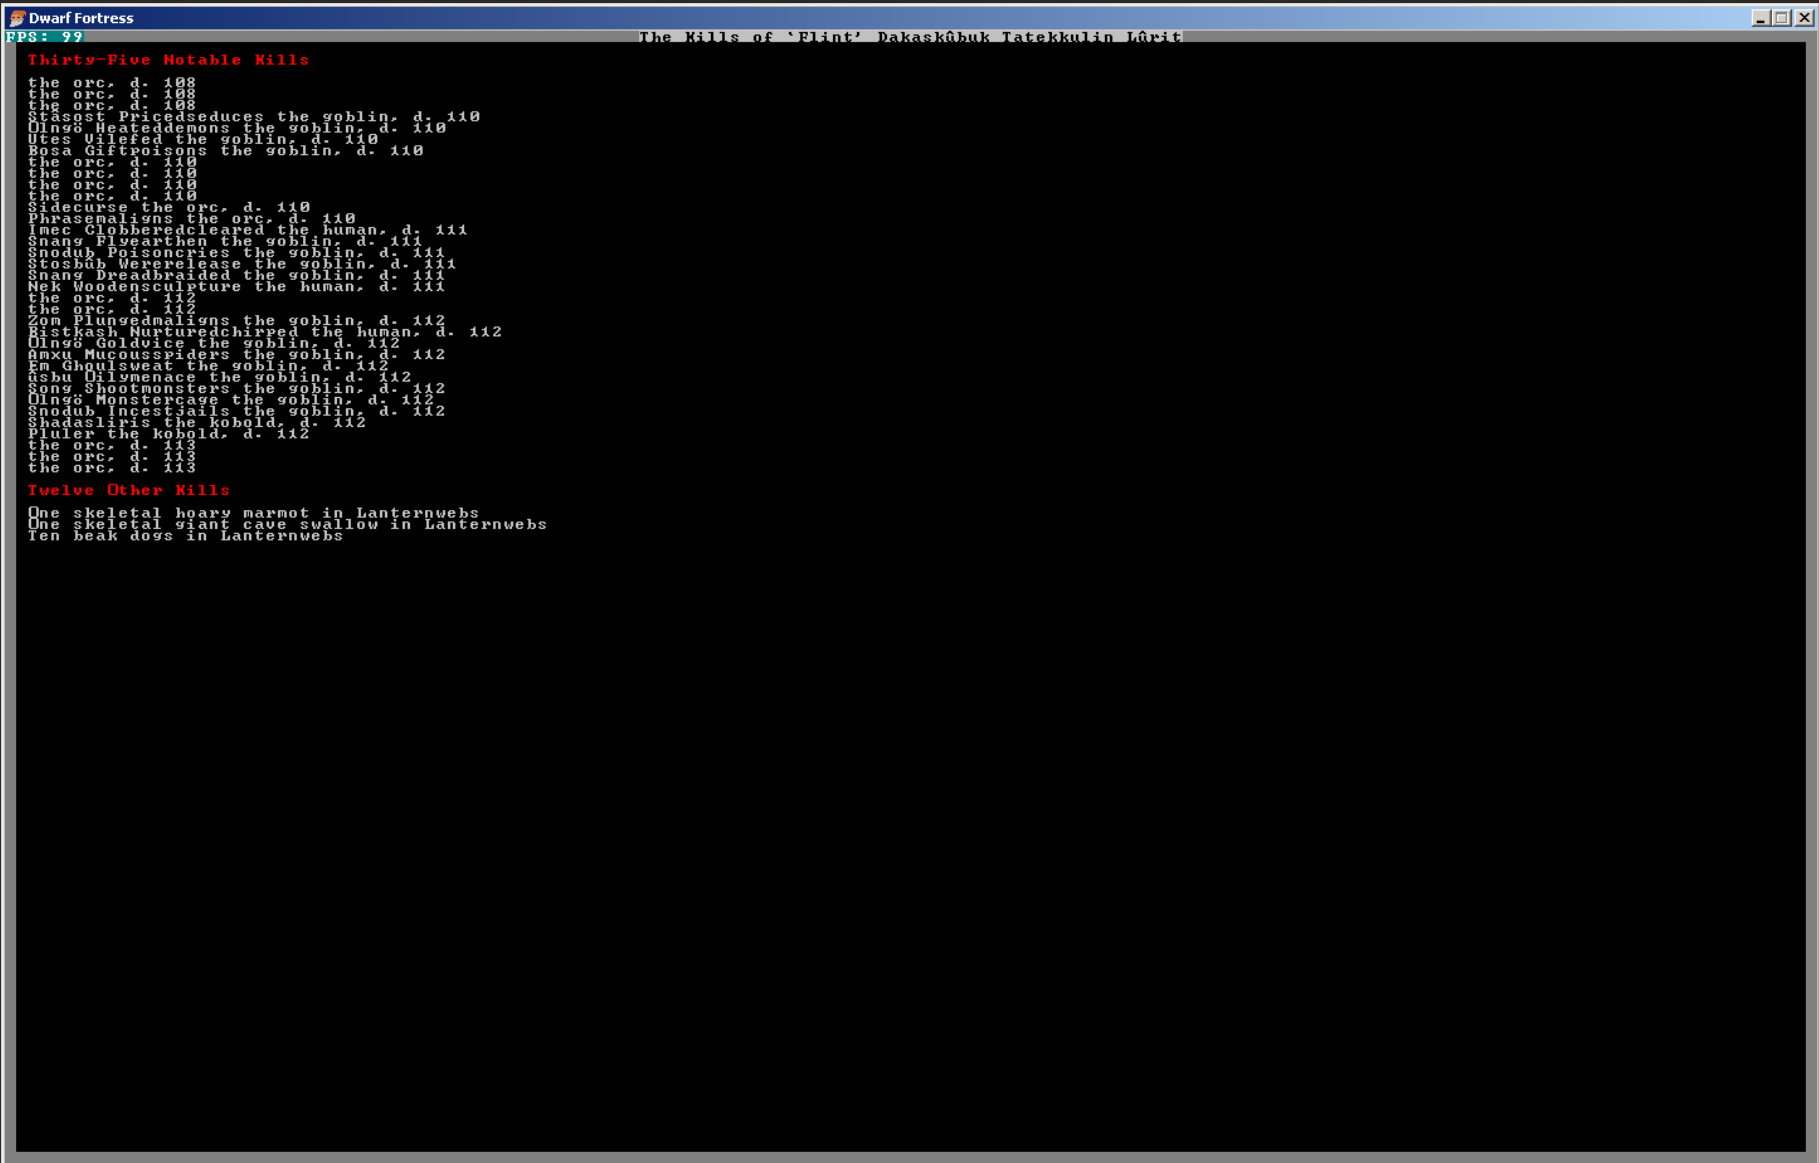 Dwarf Fortress
FPS: 99
The Kills of `Flint' Dakaskûbuk Tatekkulin Lûrit
Thirty-Five Notable Kills
the orc, d. 108
the orc, d. 108
the orc, d. 108
Stâsost Pricedseduces the goblin, d. 110
Olngö Heateddemons the goblin, d. 110
Utes Vilefed the goblin, d. 110
Bosa Giftpoisons the goblin, d. 110
the orc, d. 110
the orc, d. 110
the orc, d. 110
the orc, d. 110
Sidecurse the orc, d. 110
Phrasemaligns the orc, d. 110
Imec Clobberedcleared the human, d. 111
Snang Flyearthen the goblin, d. 111
Snodub Poisoncries the goblin, d. 111
Stosbûb Wererelease the goblin, d. 111
Snang Dreadbraided the goblin, d. 111
Nek Woodensculpture the human, d. 111
the orc, d. 112
the orc, d. 112
Zom Plungedmaligns the goblin, d. 112
Bistkash Nurturedchirped the human, d. 112
Olngö Goldvice the goblin, d. 112
Amxu Mucousspiders the goblin, d. 112
Em Ghoulsweat the goblin, d. 112
ûsbu Oilymenace the goblin, d. 112
Song Shootmonsters the goblin, d. 112
Olngö Monstercage the goblin, d. 112
Snodub Incestjails the goblin, d. 112
Shadasliris the kobold, d. 112
Pluler the kobold, d. 112
the orc, d. 113
the orc, d. 113
the orc, d. 113
Twelve Other Kills
One skeletal hoary marmot in Lanternwebs
One skeletal giant cave swallow in Lanternwebs
Ten beak dogs in Lanternwebs